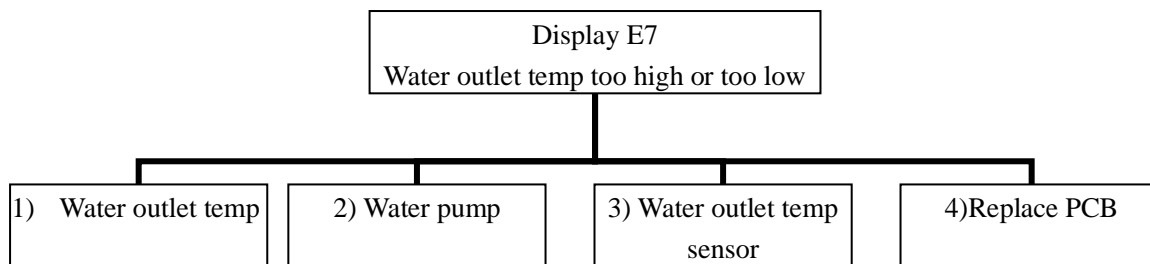 Display E7
Water outlet temp too high or too low
1) Water outlet temp
2) Water pump
3) Water outlet temp
sensor
4)Replace PCB